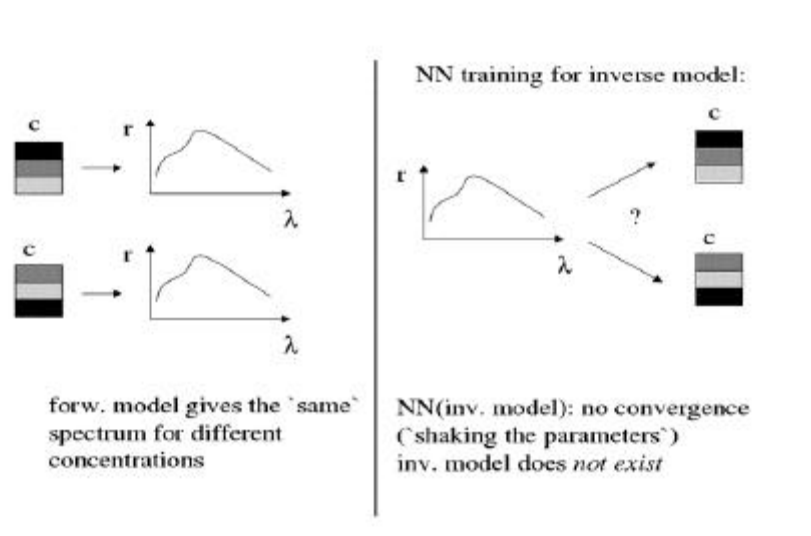 c
r
λ
c
r
λ
forw. model gives the `same`
spectrum for different
concentrations
NN training for inverse model:
c
r
λ
?
c
NN(inv. model): no convergence
(`shaking the parameters`)
inv. model does not exist